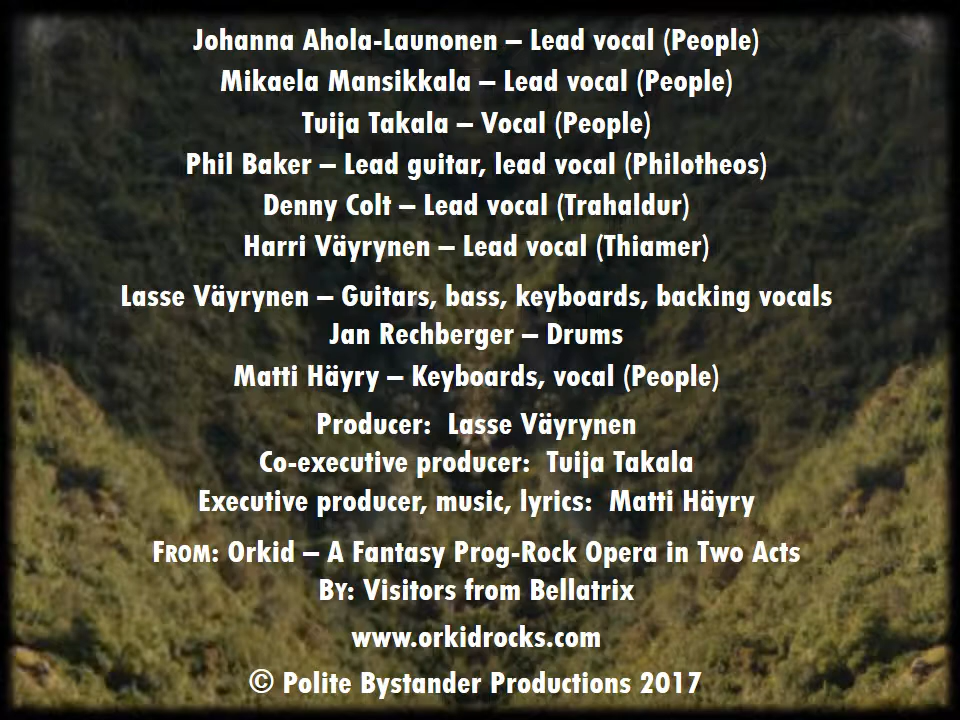 Johanna Ahola-Launonen – Lead vocal (People)
Mikaela Mansikkala – Lead vocal (People)
Tuija Takala – Vocal (People)
Phil Baker – Lead guitar, lead vocal (Philotheos)
Denny Colt – Lead vocal (Trahaldur)
Harri Väyrynen – Lead vocal (Thiamer)
Lasse Väyrynen – Guitars, bass, keyboards, backing vocals
Jan Rechberger – Drums
Matti Häyry – Keyboards, vocal (People)
Producer: Lasse Väyrynen
Co-executive producer: Tuija Takala
Executive producer, music, lyrics: Matti Häyry
FROM: Orkid – A Fantasy Prog-Rock Opera in Two Acts
BY: Visitors from Bellatrix
www.orkidrocks.com
© Polite Bystander Productions 2017